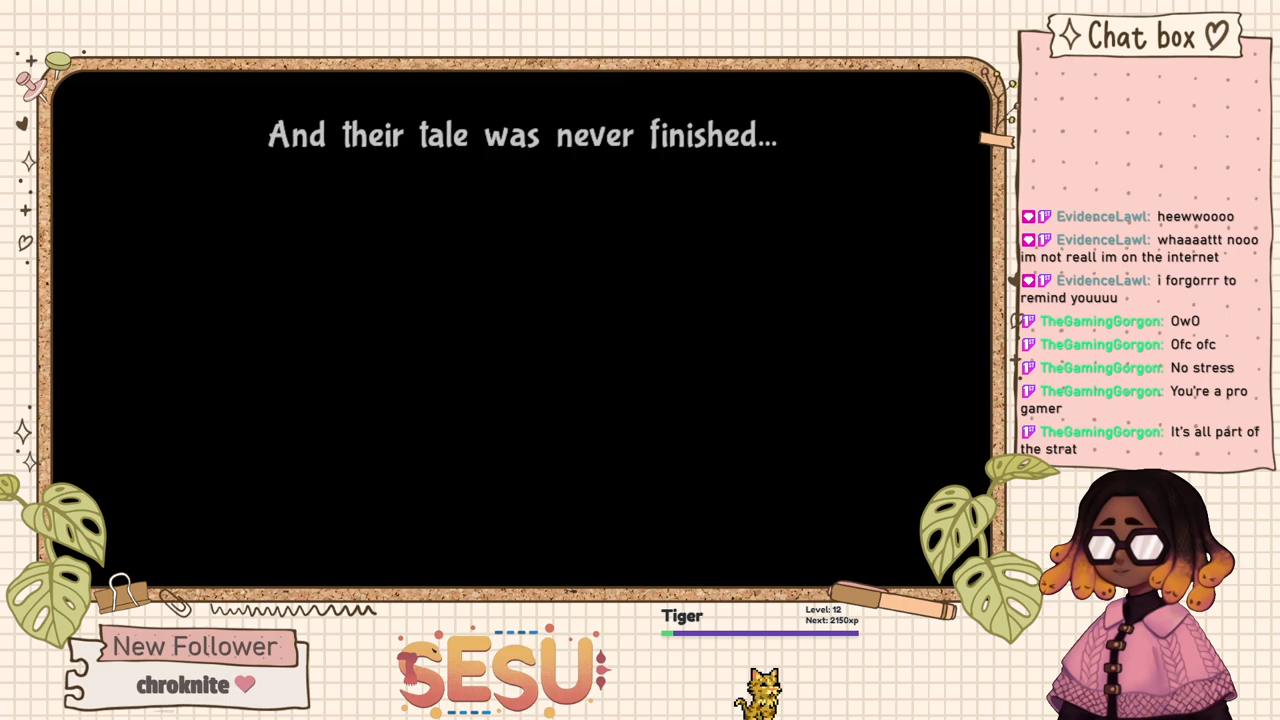 Chat box
And their tale was never finished...
EvidenceLawl: heewwoooo
EvidenceLawl: whaaaattt nooo
im not reall im on the internet
EvidenceLawl: i forgorrr to
remind youuuu
TheGamingGorgon: OwO
TheGamingGorgon: Ofc ofc
TheGamingGorgon: No stress
TheGamingGorgon: You're a pro
gamer
TheGamingGorgon: It's all part of
the strat
New Follower
chroknite
SESU
Tiger
Level: 12
Next: 2150xp